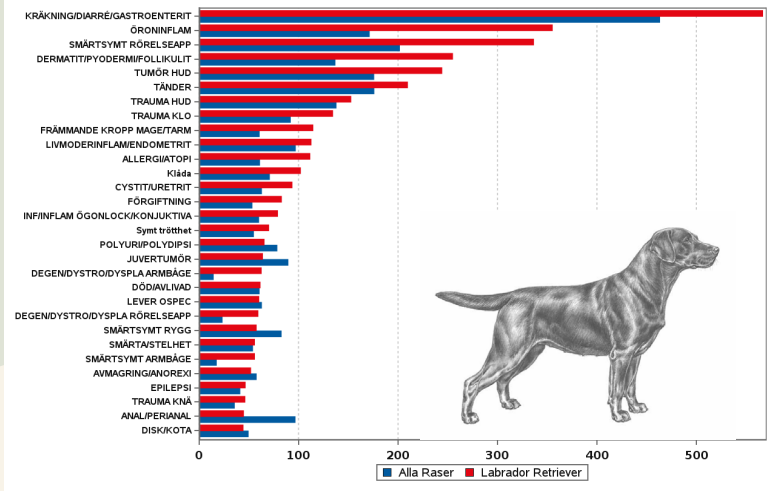 KRÄKNING/DIARRÉ/GASTROENTERIT
ÖRONINFLAM
SMÄRTSYMT RÖRELSEAPP
DERMATIT/PYODERMI/FOLLIKULIT
TUMÖR HUD
TÄNDER
TRAUMA HUD
TRAUMA KLO
FRÄMMANDE KROPP MAGE/TARM
LIVMODERINFLAM/ENDOMETRIT
ALLERGI/ATOPI
Klåda
CYSTIT/URETRIT
FÖRGIFTNING
INF/INFLAM ÖGONLOCK/KONJUKTIVA
Symt trötthet
POLYURI/POLYDIPSI
JUVERTUMÖR
DEGEN/DYSTRO/DYSPLA ARMBÅGE
DÖD/AVLIVAD
LEVER OSPEC
DEGEN/DYSTRO/DYSPLA RÖRELSEAPP
SMÄRTSYMT RYGG
SMÄRTA/STELHET
SMÄRTSYMT ARMBÅGE
AVMAGRING/ANOREXI
EPILEPSI
TRAUMA KNÄ
ANAL/PERIANAL
DISK/KOTA
0 100 200 300 400 500
Alla Raser Labrador Retriever